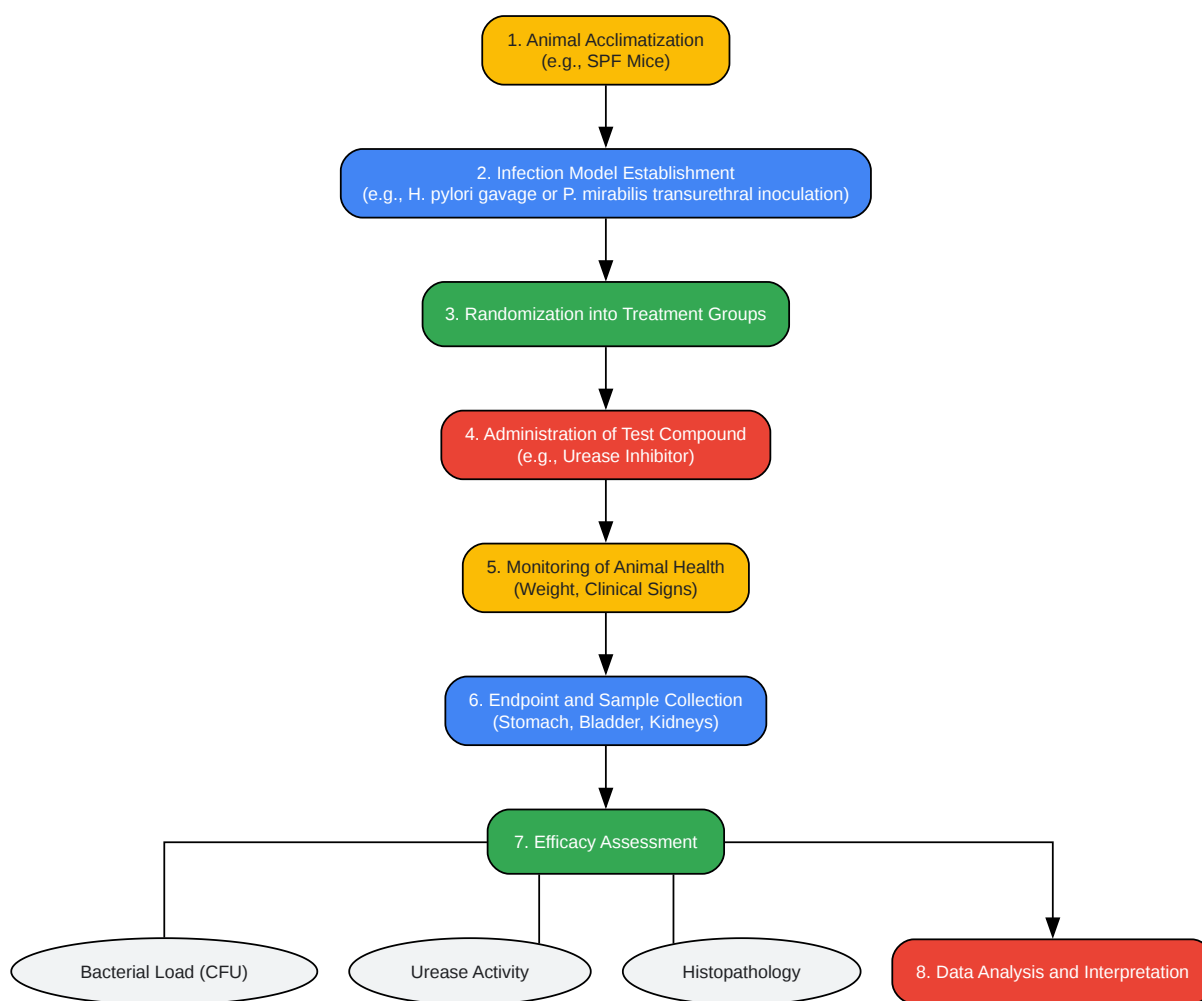 1. Animal Acclimatization
(e.g., SPF Mice)
2. Infection Model Establishment
(e.g., H. pylori gavage or P. mirabilis transurethral inoculation)
3. Randomization into Treatment Groups
4. Administration of Test Compound
(e.g., Urease Inhibitor)
5. Monitoring of Animal Health
(Weight, Clinical Signs)
6. Endpoint and Sample Collection
(Stomach, Bladder, Kidneys)
7. Efficacy Assessment
Bacterial Load (CFU)
Urease Activity
Histopathology
8. Data Analysis and Interpretation